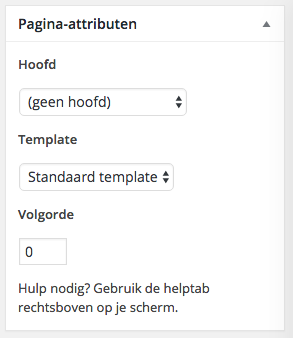 Pagina-attributen
Hoofd
(geen hoofd)
Template
Standaard template
Volgorde
0
Hulp nodig? Gebruik de helptab
rechtsboven op je scherm.